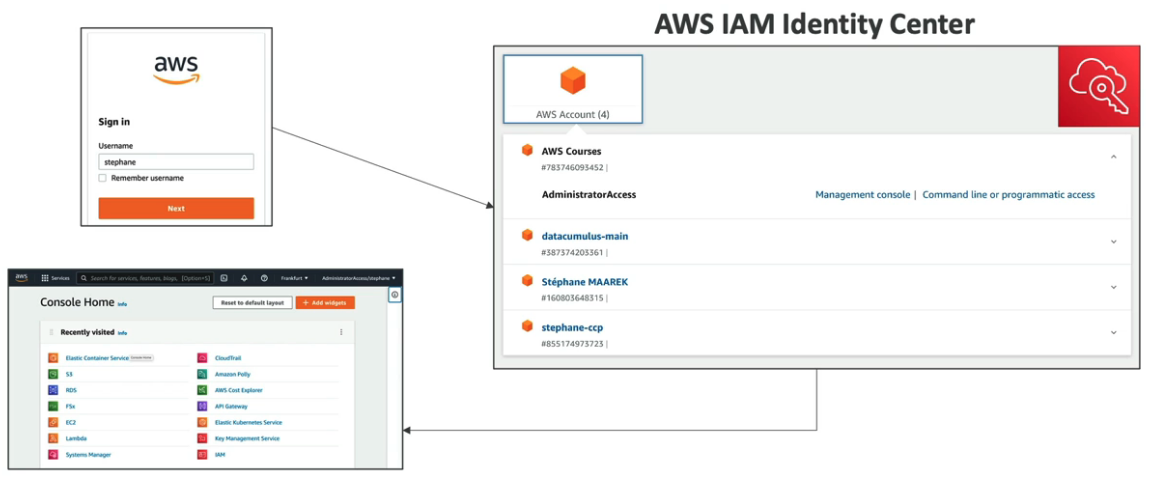 AWS IAM Identity Center
aws
Sign in
Username
stephane
Remember username
Next
AWS Account (4)
AWS Courses
#783746093452 |
AdministratorAccess
Management console | Command line or programmatic access
datacumulus-main
#387374203361 |
Stéphane MAAREK
#160803648315 |
stephane-ccp
#855174973723 |
aws Services Search for services, features, blogs, [Option+S] Frankfurt AdministratorAccess/stephane
Console Home Info Reset to default layout + Add widgets
Recently visited Info
Elastic Container Service CloudTrail
S3 Amazon Polly
RDS AWS Cost Explorer
FSx API Gateway
EC2 Elastic Kubernetes Service
Lambda Key Management Service
Systems Manager IAM